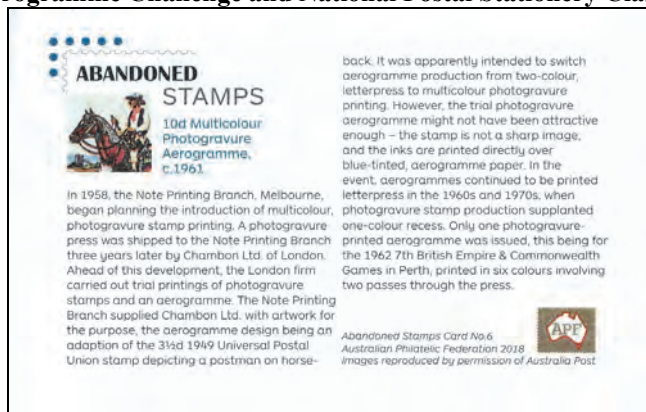 rogramme Challenge and National Postal Stationery Cla
ABANDONED
STAMPS
10d Multicolour
Photogravure
Aerogramme,
c.1961
In 1958, the Note Printing Branch, Melbourne,
began planning the introduction of multicolour,
photogravure stamp printing. A photogravure
press was shipped to the Note Printing Branch
three years later by Chambon Ltd. of London.
Ahead of this development, the London firm
carried out trial printings of photogravure
stamps and an aerogramme. The Note Printing
Branch supplied Chambon Ltd. with artwork for
the purpose, the aerogramme design being an
adaption of the 3½d 1949 Universal Postal
Union stamp depicting a postman on horse-
back. It was apparently intended to switch
aerogramme production from two-colour,
letterpress to multicolour photogravure
printing. However, the trial photogravure
aerogramme might not have been attractive
enough – the stamp is not a sharp image,
and the inks are printed directly over
blue-tinted, aerogramme paper. In the
event, aerogrammes continued to be printed
letterpress in the 1960s and 1970s, when
photogravure stamp production supplanted
one-colour recess. Only one photogravure-
printed aerogramme was issued, this being for
the 1962 7th British Empire & Commonwealth
Games in Perth, printed in six colours involving
two passes through the press.
APF
Abandoned Stamps Card No.6
Australian Philatelic Federation 2018
Images reproduced by permission of Australia Post